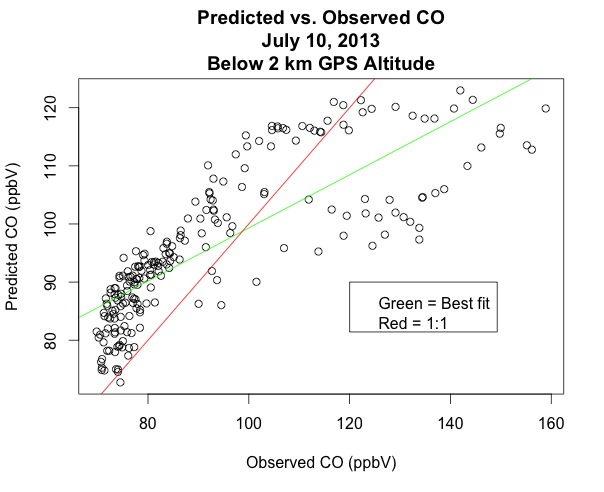 Predicted vs. Observed CO
July 10, 2013
Below 2 km GPS Altitude
Predicted CO (ppbV)
120
110
100
90
80
Green = Best fit
Red = 1:1
80 100 120 140 160
Observed CO (ppbV)